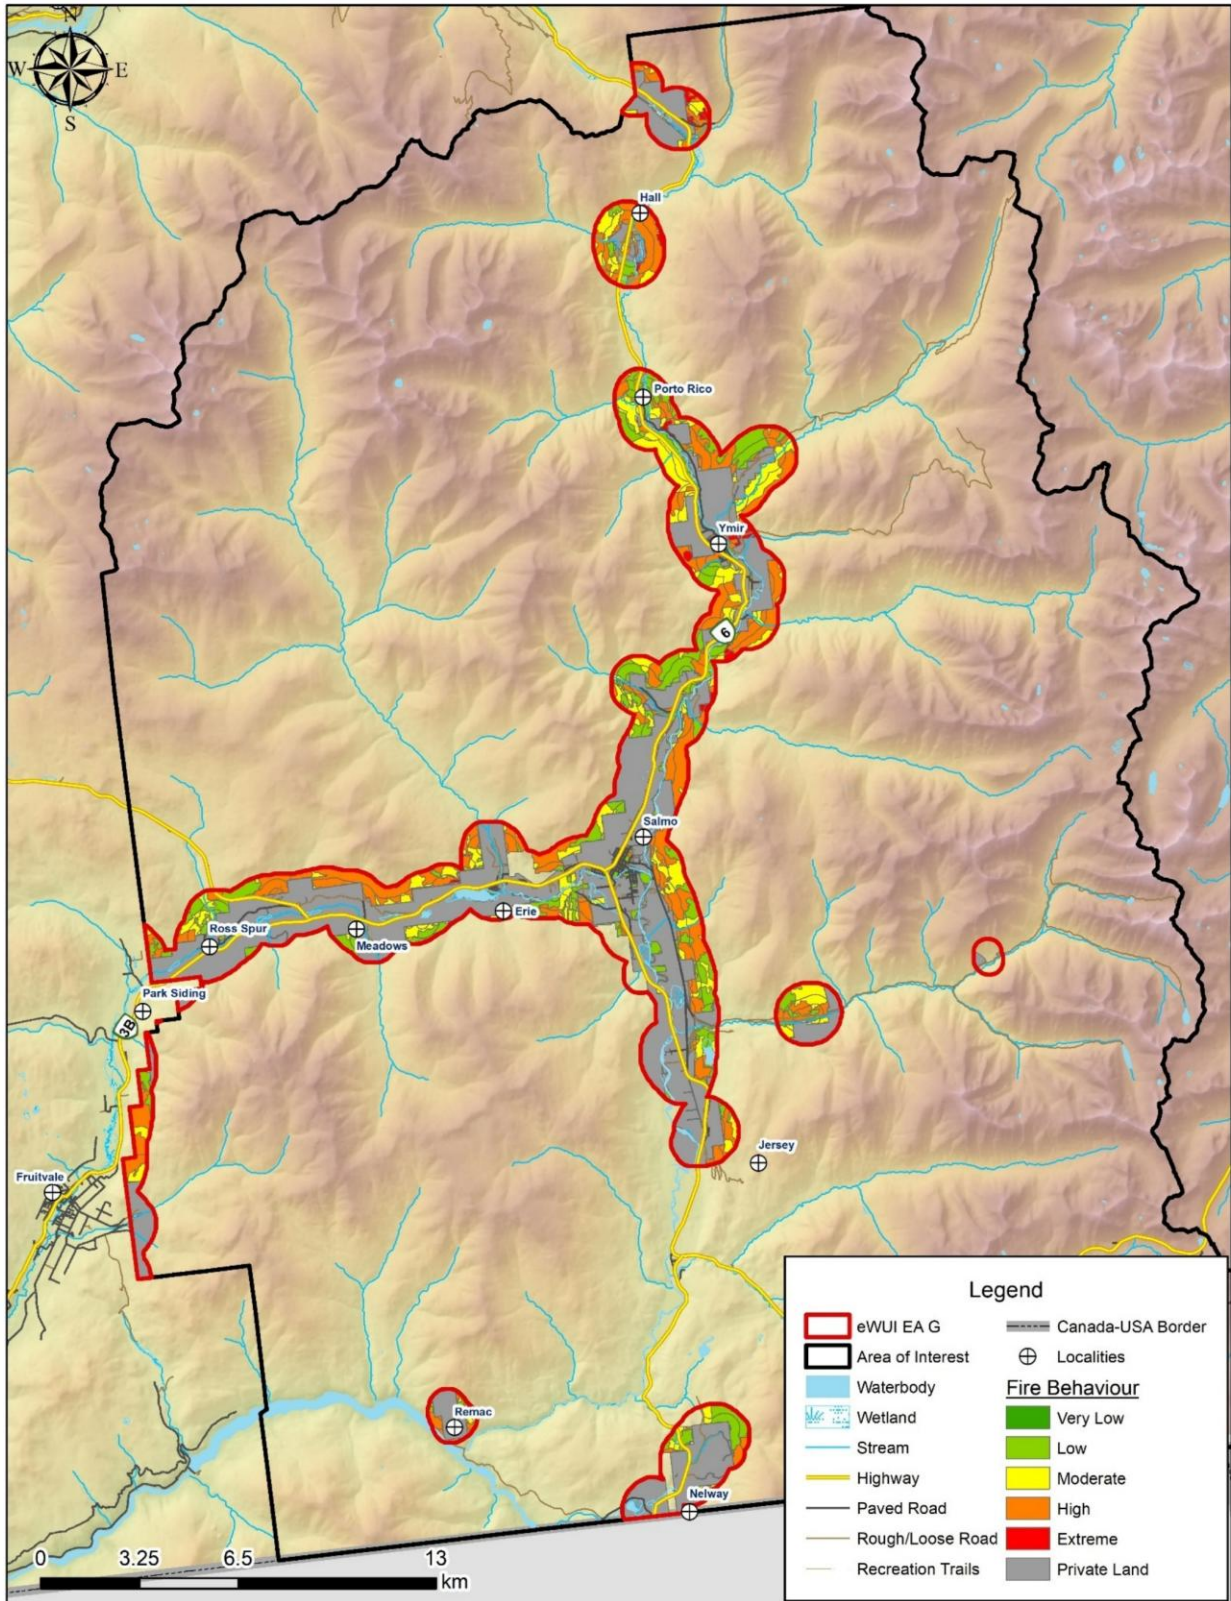 N
W E
S
Hall
Porto Rico
Ymir
6
Salmo
Erie
Ross Spur
Meadows
Park Siding
3B
Jersey
Fruitvale
Remac
Nelway
0 3.25 6.5 13
km
Legend
eWUI EA G
Area of Interest
Waterbody
Wetland
Stream
Highway
Paved Road
Rough/Loose Road
Recreation Trails
Canada-USA Border
Localities
Fire Behaviour
Very Low
Low
Moderate
High
Extreme
Private Land